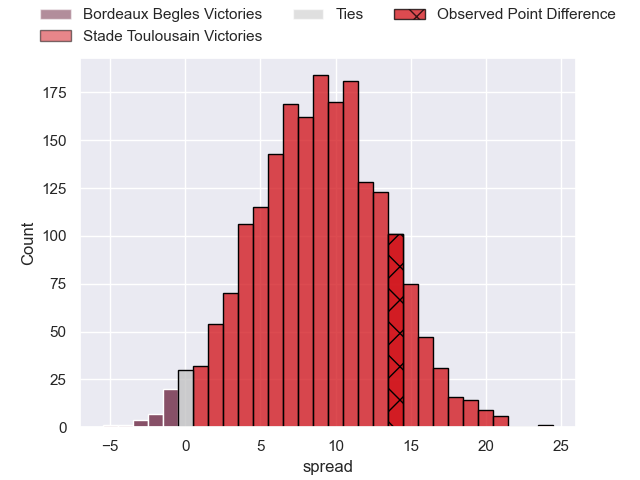 Bordeaux Begles Victories
Stade Toulousain Victories
Ties
Observed Point Difference
175
150
125
100
75
50
25
0
Count
−5
0
5
10
15
20
25
spread